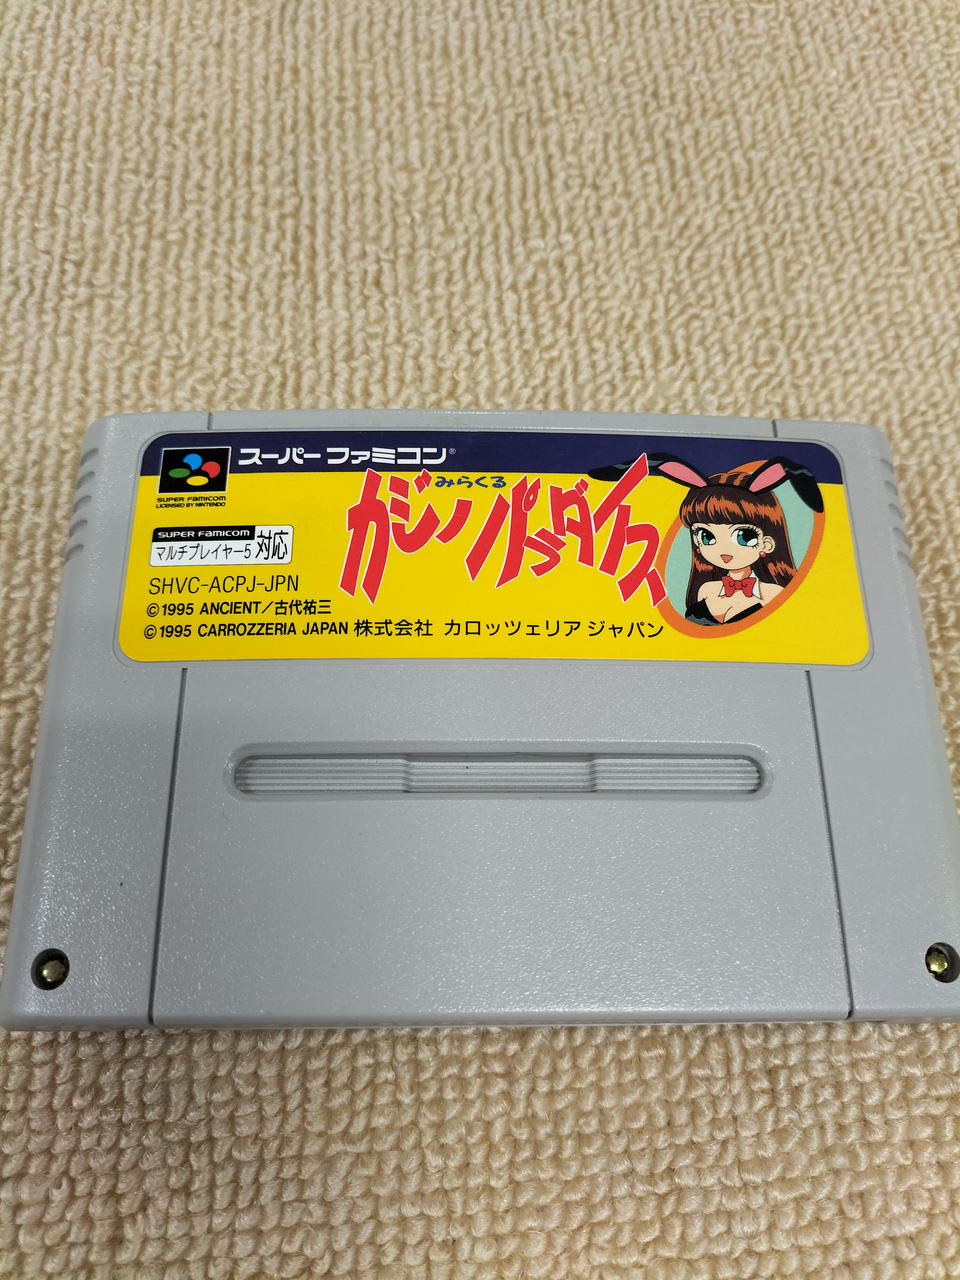 スーパーファミコン®
SUPER FAMICOM
LICENSED BY NINTENDO
みらくる
カジノパラダイス
SUPER FAMICOM
マルチプレイヤー5 対応
SHVC-ACPJ-JPN
©1995 ANCIENT/古代祐三
©1995 CARROZZERIA JAPAN 株式会社 カロッツェリア ジャパン